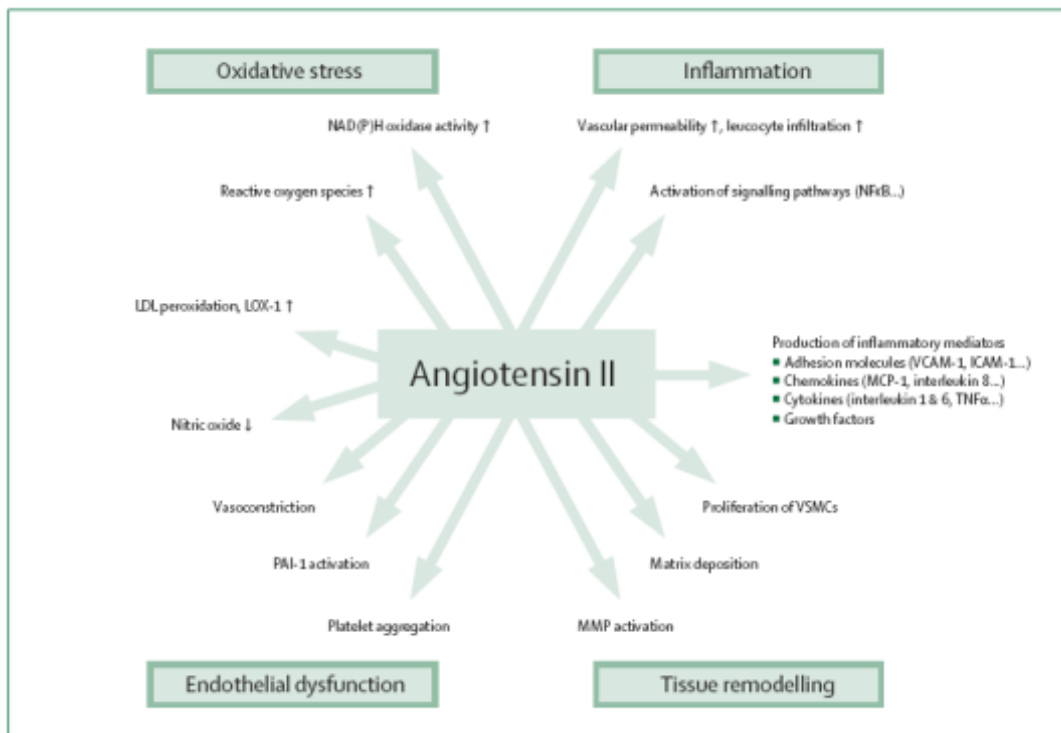 Oxidative stress
Inflammation
NAD(P)H oxidase activity ↑
Vascular permeability ↑, leucocyte infiltration ↑
Reactive oxygen species ↑
Activation of signalling pathways (NFκB...)
LDL peroxidation, LOX-1 ↑
Angiotensin II
Production of inflammatory mediators
■ Adhesion molecules (VCAM-1, ICAM-1...)
■ Chemokines (MCP-1, interleukin 8...)
■ Cytokines (interleukin 1 & 6, TNFα...)
■ Growth factors
Nitric oxide ↓
Vasoconstriction
Proliferation of VSMCs
PAI-1 activation
Matrix deposition
Platelet aggregation
MMP activation
Endothelial dysfunction
Tissue remodelling